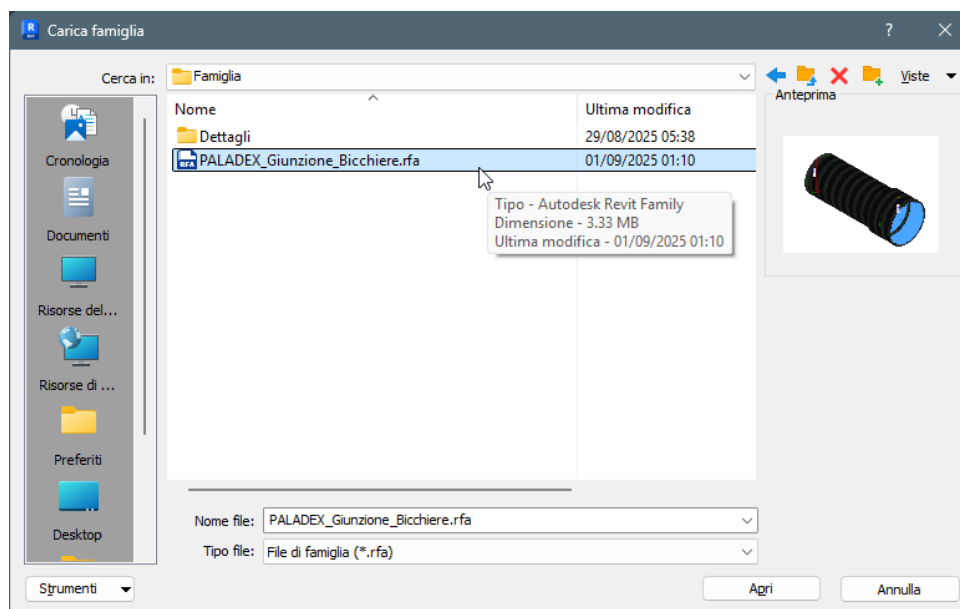 Carica famiglia
?
Cerca in:
Famiglia
Viste
Cronologia
Documenti
Risorse del...
Risorse di ...
Preferiti
Desktop
Nome
Ultima modifica
Dettagli
29/08/2025 05:38
PALADEX_Giunzione_Bicchiere.rfa
01/09/2025 01:10
Tipo - Autodesk Revit Family
Dimensione - 3.33 MB
Ultima modifica - 01/09/2025 01:10
Anteprima
Nome file:
PALADEX_Giunzione_Bicchiere.rfa
Tipo file:
File di famiglia (*.rfa)
Strumenti
Apri
Annulla